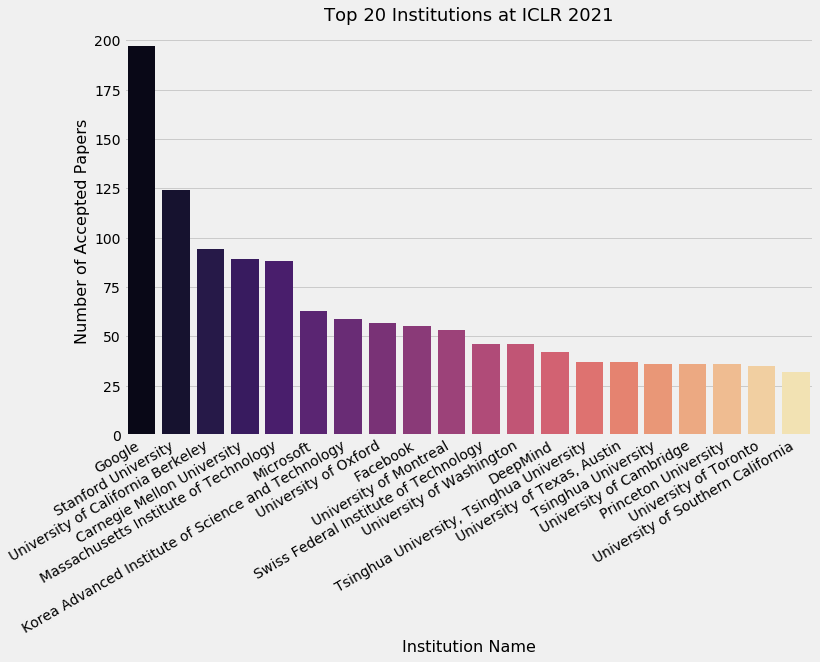 Top 20 Institutions at ICLR 2021
Number of Accepted Papers
200
175
150
125
100
75
50
25
0
Google
Stanford University
University of California Berkeley
Carnegie Mellon University
Massachusetts Institute of Technology
Microsoft
Korea Advanced Institute of Science and Technology
University of Oxford
Facebook
University of Montreal
Swiss Federal Institute of Technology
University of Washington
DeepMind
Tsinghua University, Tsinghua University
University of Texas, Austin
Tsinghua University
University of Cambridge
Princeton University
University of Toronto
University of Southern California
Institution Name